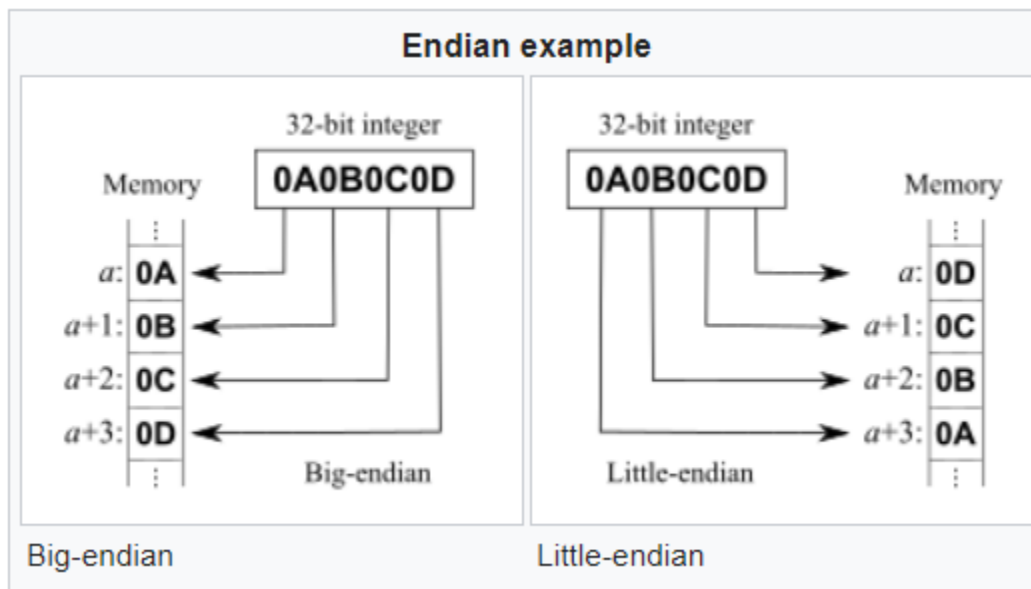 Endian example
32-bit integer
0A0B0C0D
Memory
⋮
a: 0A
a+1: 0B
a+2: 0C
a+3: 0D
⋮
Big-endian
32-bit integer
0A0B0C0D
Memory
⋮
a: 0D
a+1: 0C
a+2: 0B
a+3: 0A
⋮
Little-endian
Big-endian
Little-endian